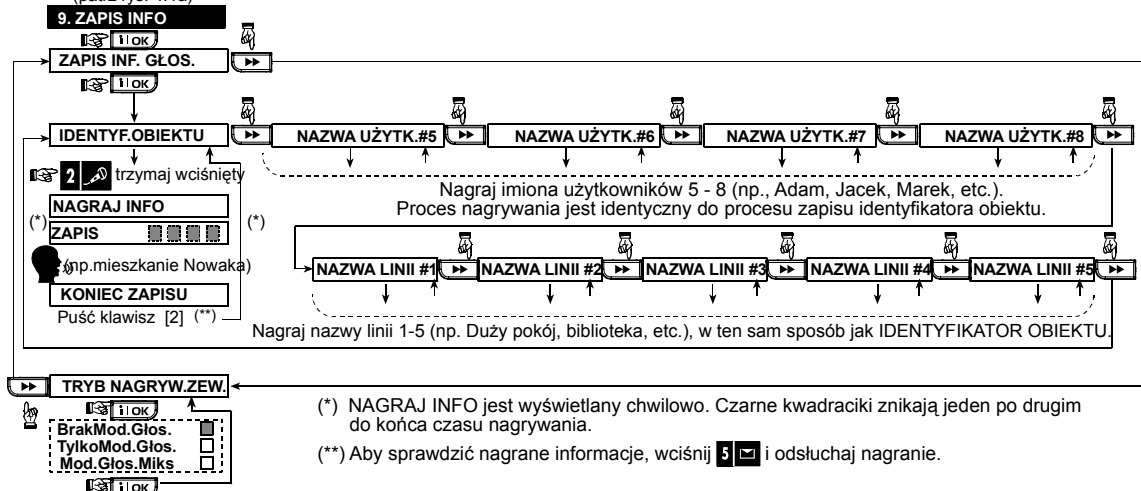 9. ZAPIS INFO
i OK
ZAPIS INF. GŁOS.
i OK
IDENTYF.OBIEKTU
NAZWA UŻYTK.#5
NAZWA UŻYTK.#6
NAZWA UŻYTK.#7
NAZWA UŻYTK.#8
2 trzymaj wciśnięty
Nagraj imiona użytkowników 5 - 8 (np., Adam, Jacek, Marek, etc.).
Proces nagrywania jest identyczny do procesu zapisu identyfikatora obiektu.
NAGRAJ INFO
(*) ZAPIS (*)
(np.mieszkanie Nowaka)
NAZWA LINII #1
NAZWA LINII #2
NAZWA LINII #3
NAZWA LINII #4
NAZWA LINII #5
KONIEC ZAPISU
Puść klawisz [2] (**)
Nagraj nazwy linii 1-5 (np. Duży pokój, biblioteka, etc.), w ten sam sposób jak IDENTYFIKATOR OBIEKTU.
TRYB NAGRYW.ZEW.
i OK
BrakMod.Głos.
TylkoMod.Głos.
Mod.Głos.Miks
i OK
(*) NAGRAJ INFO jest wyświetlany chwilowo. Czarne kwadraciki znikają jeden po drugim
do końca czasu nagrywania.
(**) Aby sprawdzić nagrane informacje, wciśnij 5 i odsłuchaj nagranie.